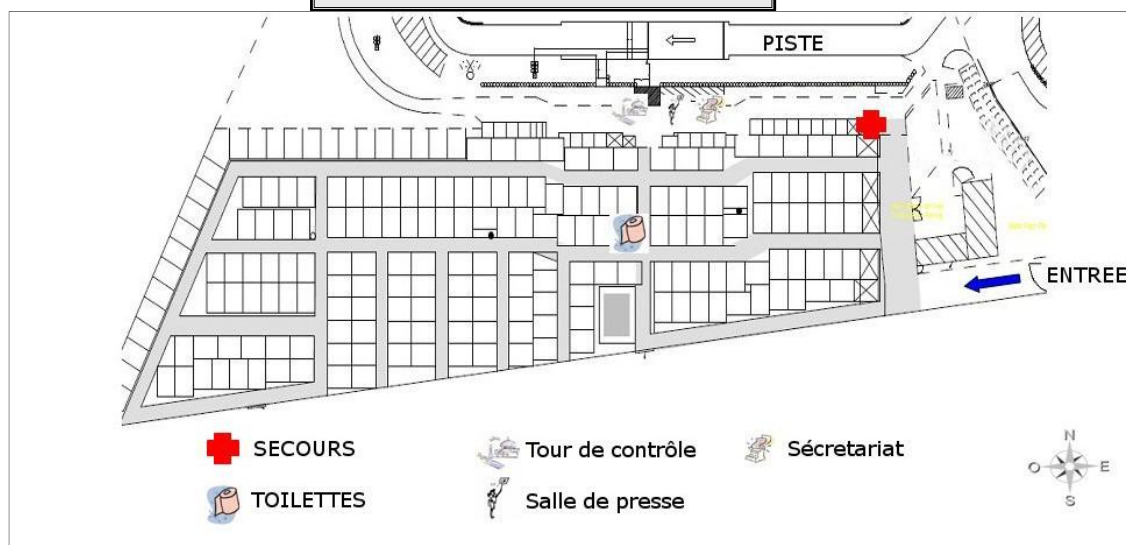 PISTE
ENTREE
SECOURS
Tour de contrôle
Sécretariat
TOILETTES
Salle de presse
N
O
E
S